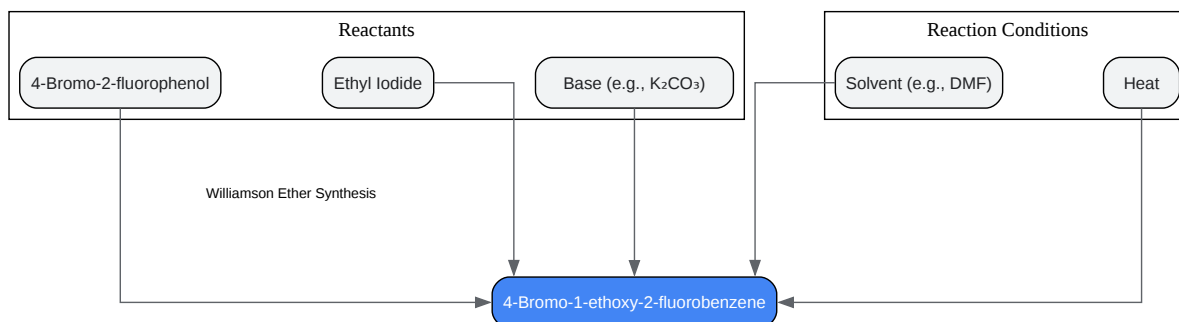 Reactants
Reaction Conditions
4-Bromo-2-fluorophenol
Ethyl Iodide
Base (e.g., K₂CO₃)
Solvent (e.g., DMF)
Heat
Williamson Ether Synthesis
4-Bromo-1-ethoxy-2-fluorobenzene